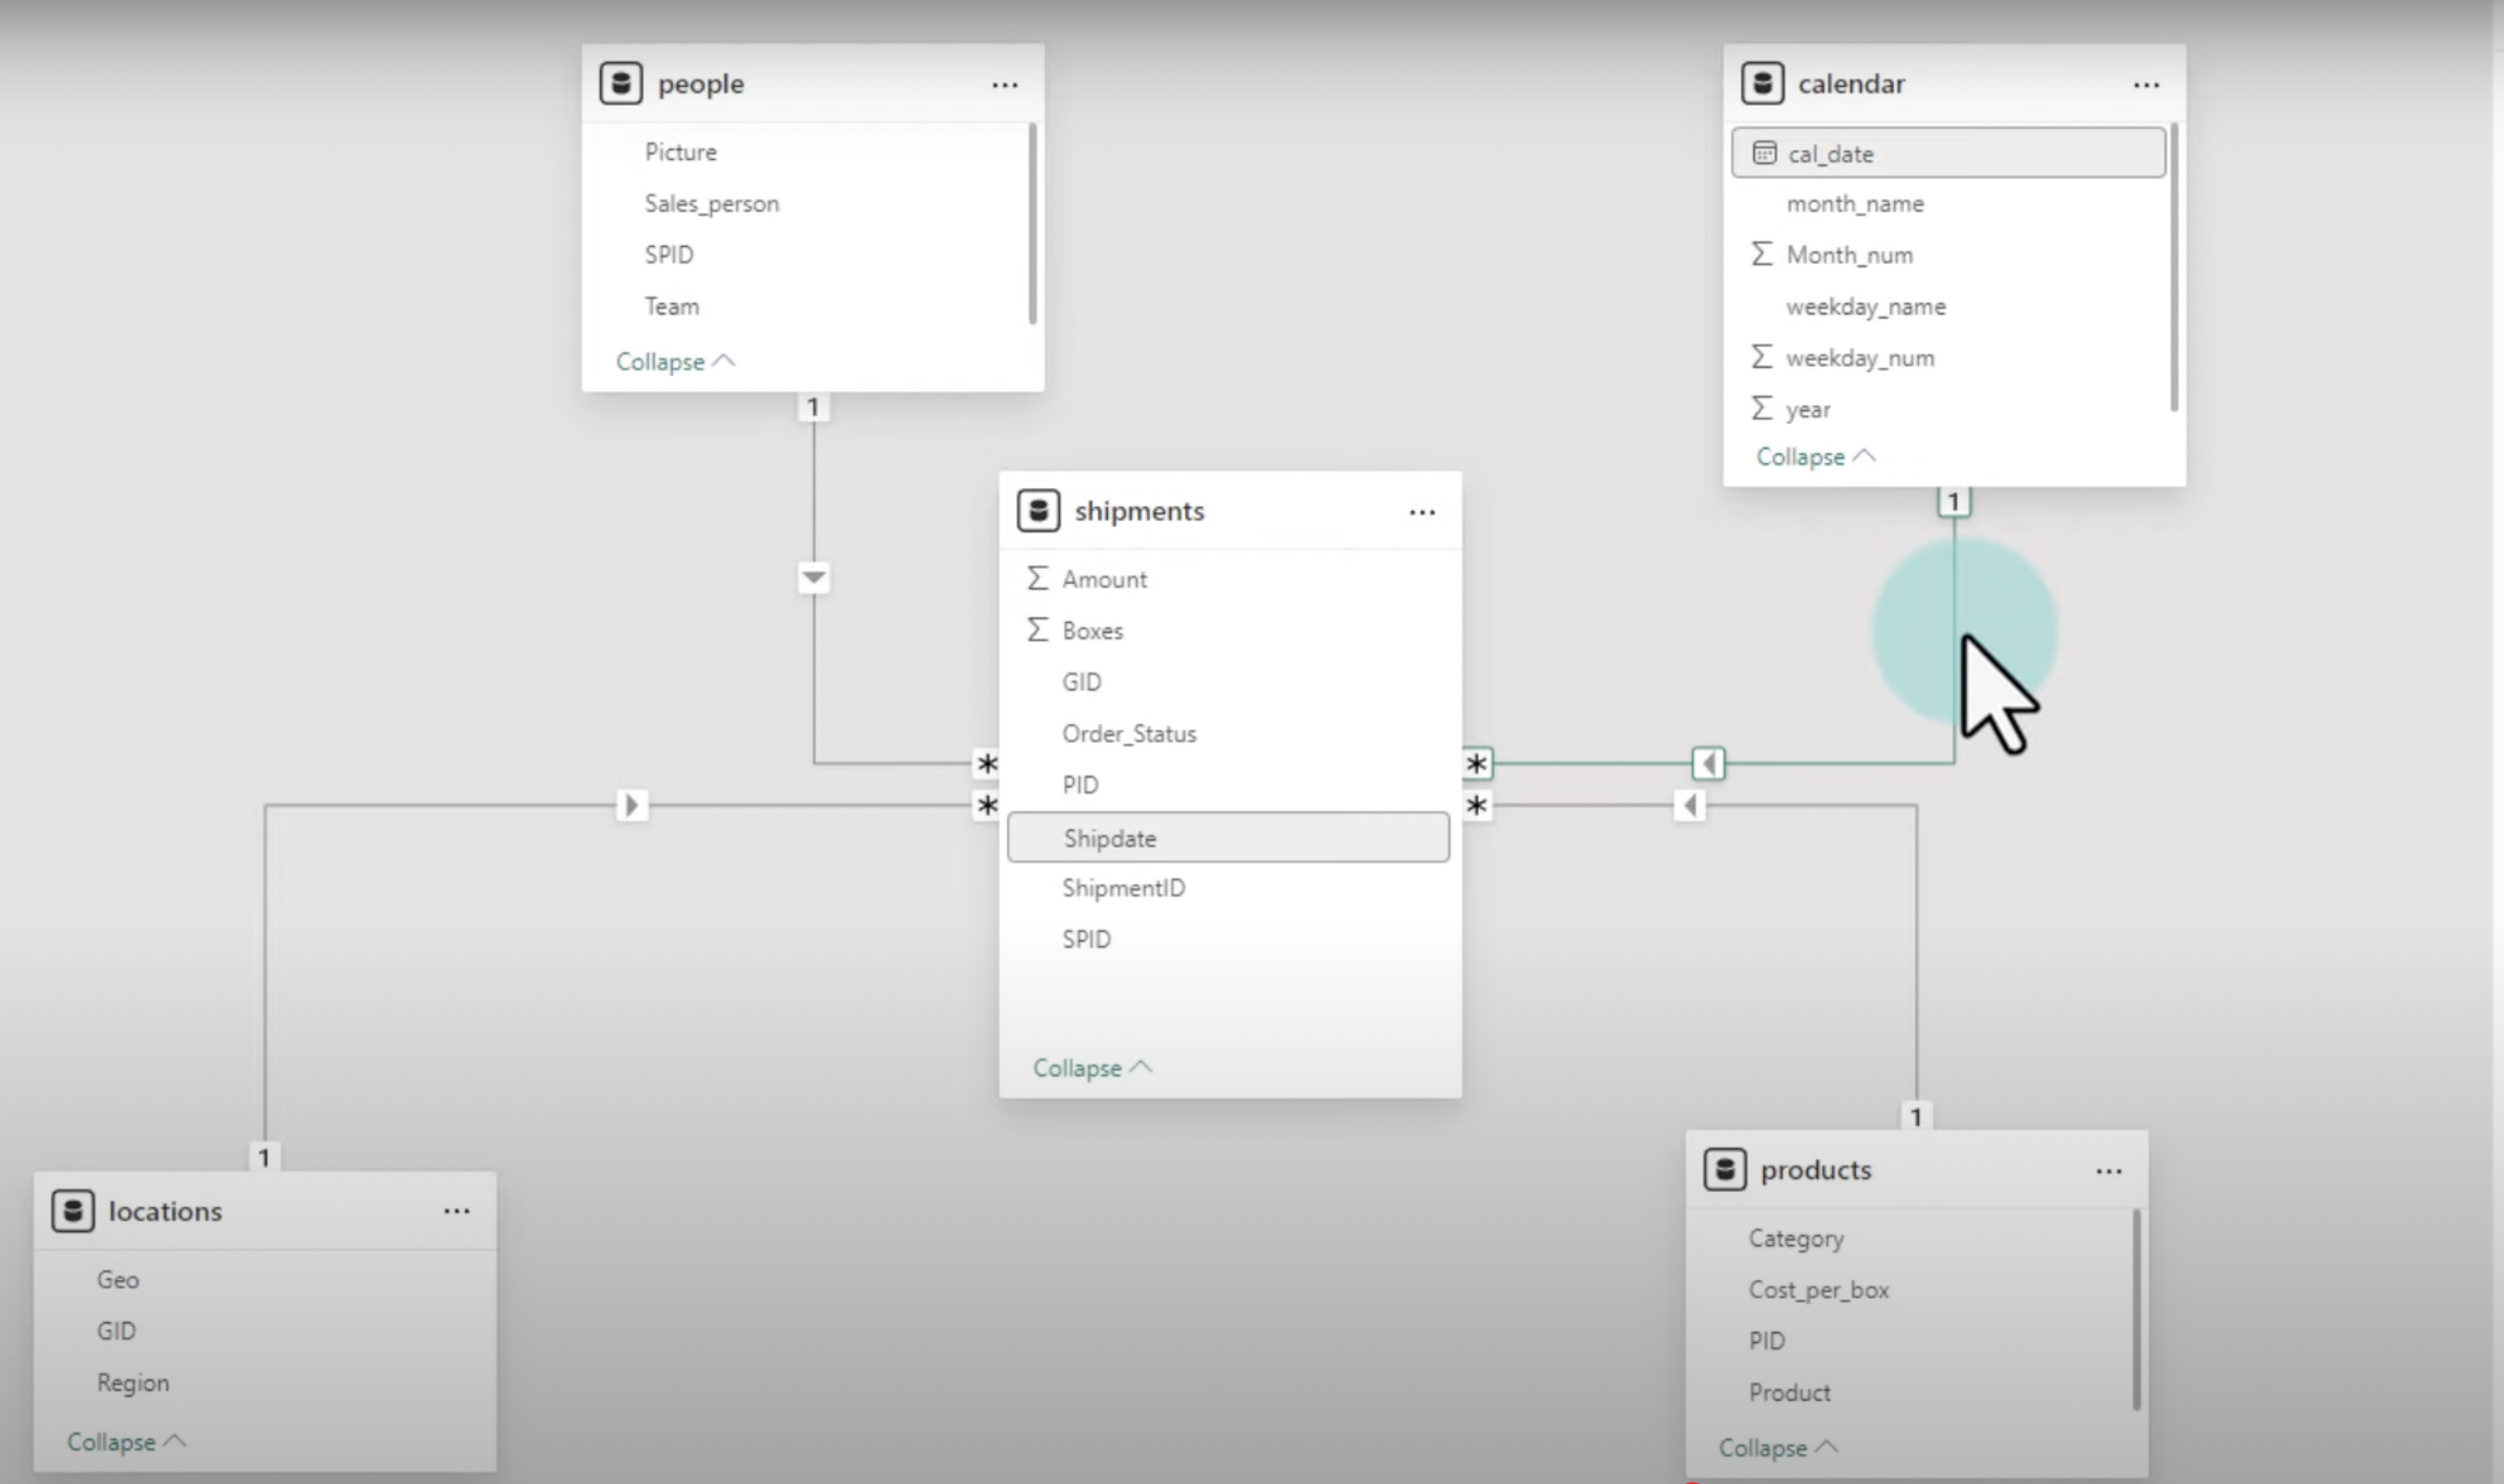 people ...
Picture
Sales_person
SPID
Team
Collapse
1
calendar ...
cal_date
month_name
Σ Month_num
weekday_name
Σ weekday_num
Σ year
Collapse
1
shipments ...
Σ Amount
Σ Boxes
GID
Order_Status
PID
Shipdate
ShipmentID
SPID
Collapse
*
*
*
*
1
locations ...
Geo
GID
Region
Collapse
1
products ...
Category
Cost_per_box
PID
Product
Collapse